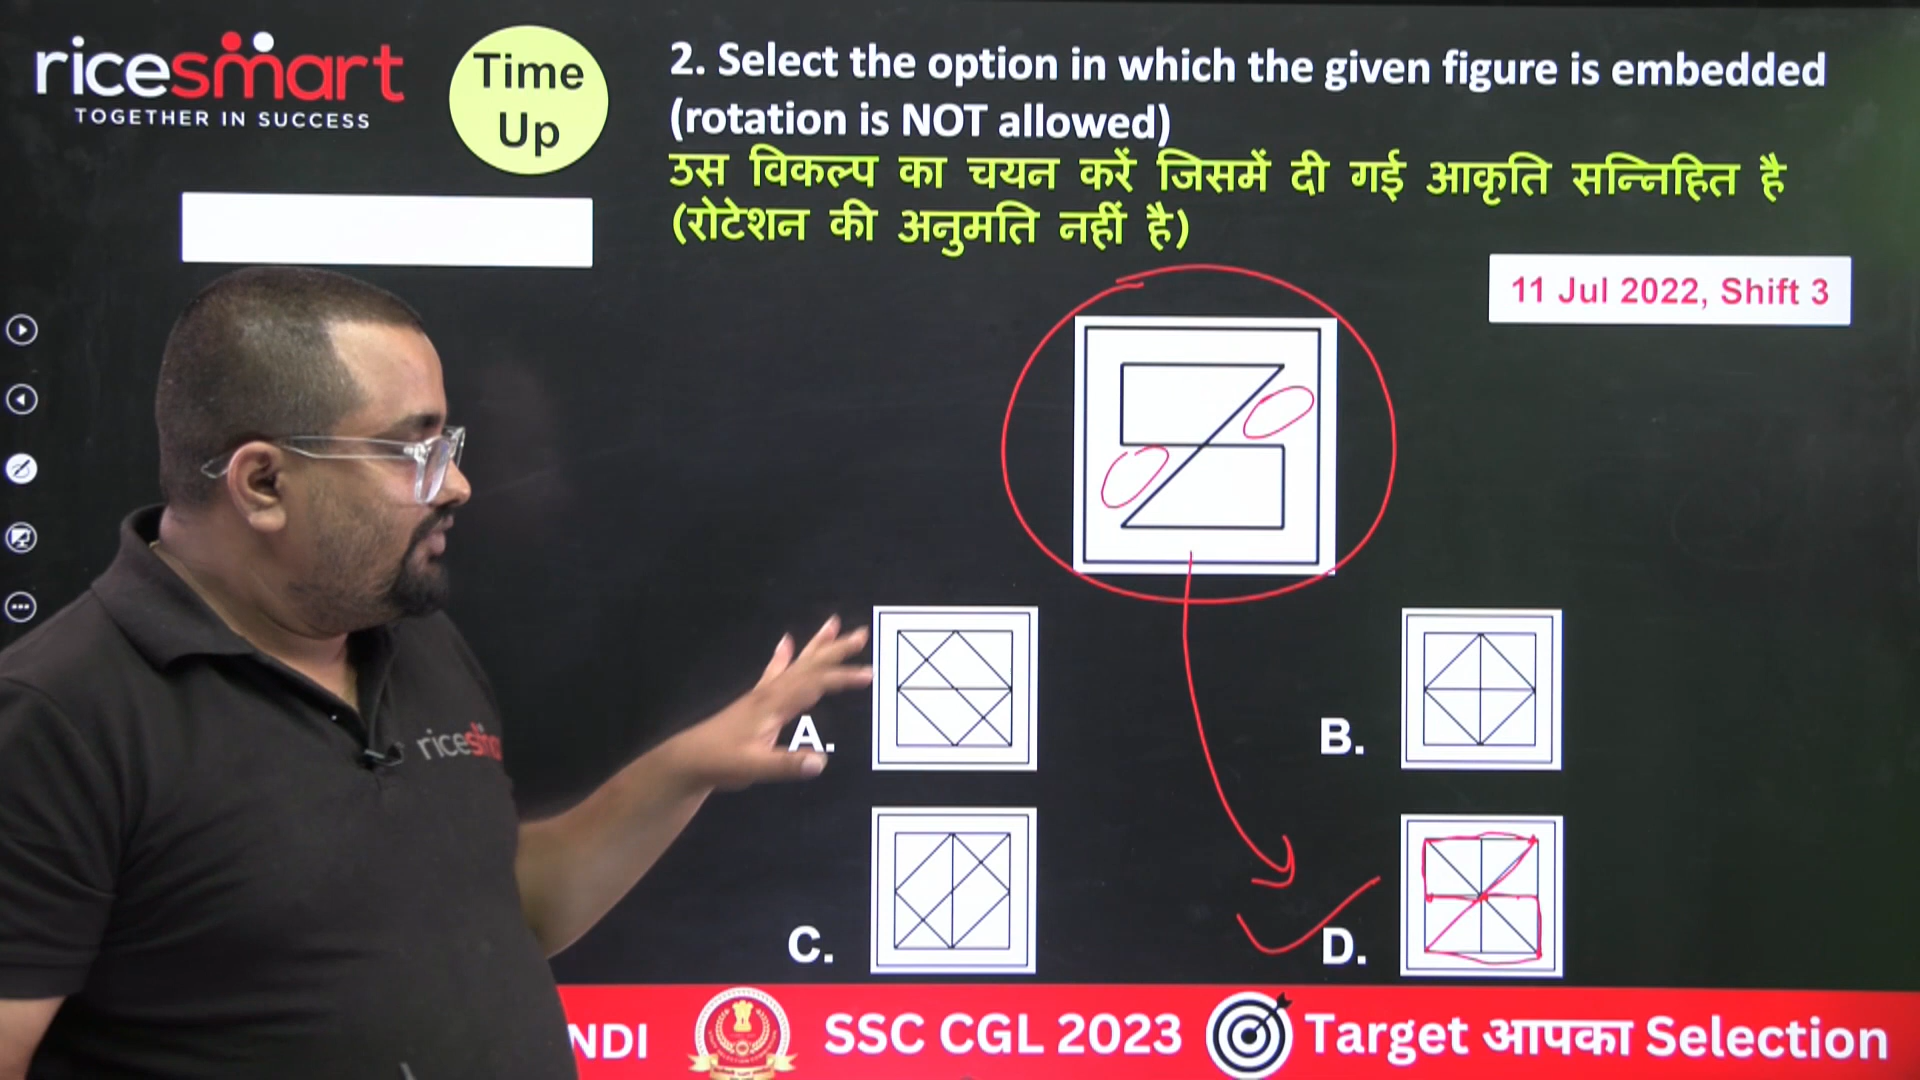 ricesmart
TOGETHER IN SUCCESS
Time
Up
2. Select the option in which the given figure is embedded
(rotation is NOT allowed)
उस विकल्प का चयन करें जिसमें दी गई आकृति सन्निहित है
(रोटेशन की अनुमति नहीं है)
11 Jul 2022, Shift 3
A.
B.
C.
D.
NDI
SSC CGL 2023
Target आपका Selection